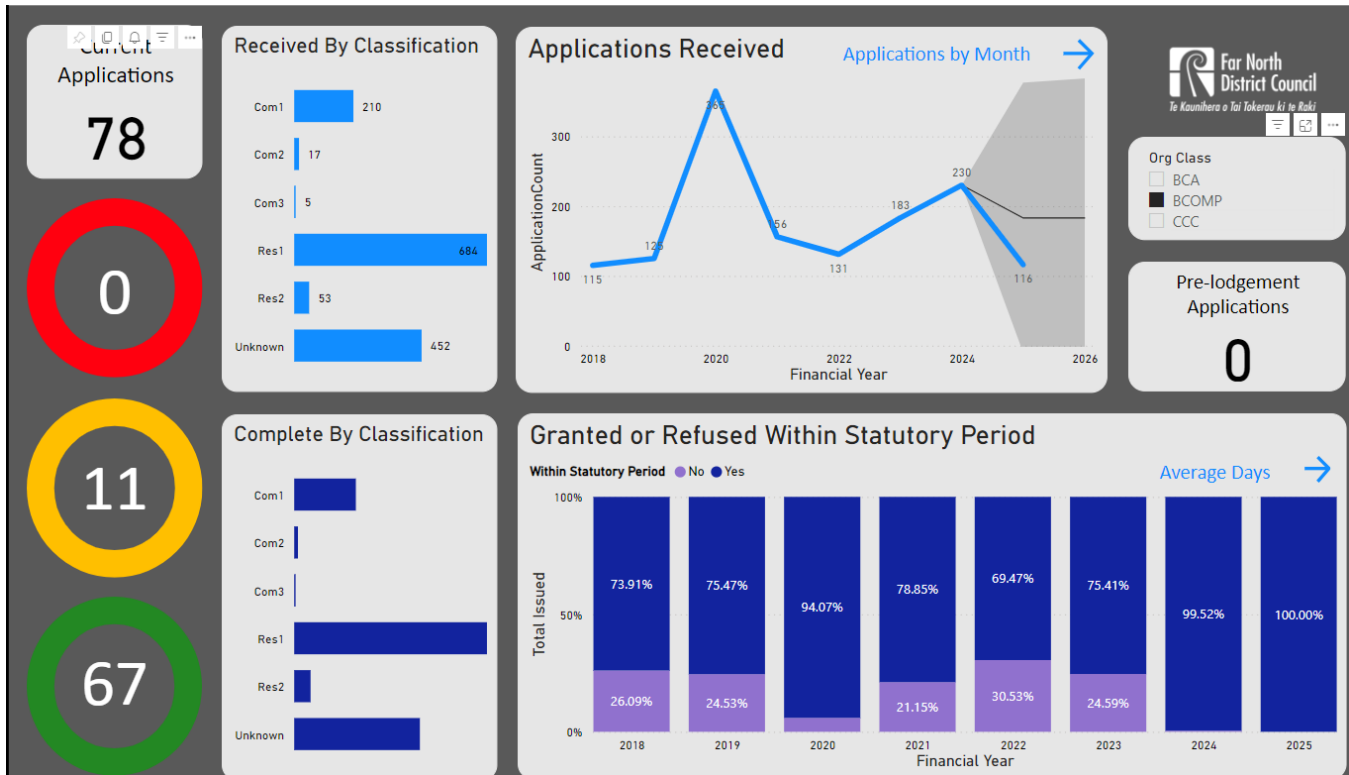 Current
Applications
78
0
11
67
Received By Classification
Com1 210
Com2 17
Com3 5
Res1 684
Res2 53
Unknown 452
Complete By Classification
Com1
Com2
Com3
Res1
Res2
Unknown
Applications Received
Applications by Month
ApplicationCount
300
200
100
0
115
125
365
156
131
183
230
116
2018 2020 2022 2024 2026
Financial Year
Far North
District Council
Te Kaunihera o Tai Tokerau ki te Raki
Org Class
BCA
BCOMP
CCC
Pre-lodgement
Applications
0
Granted or Refused Within Statutory Period
Within Statutory Period No Yes
Average Days
Total Issued
100%
50%
0%
73.91% 75.47% 94.07% 78.85% 69.47% 75.41% 99.52% 100.00%
26.09% 24.53% 21.15% 30.53% 24.59%
2018 2019 2020 2021 2022 2023 2024 2025
Financial Year